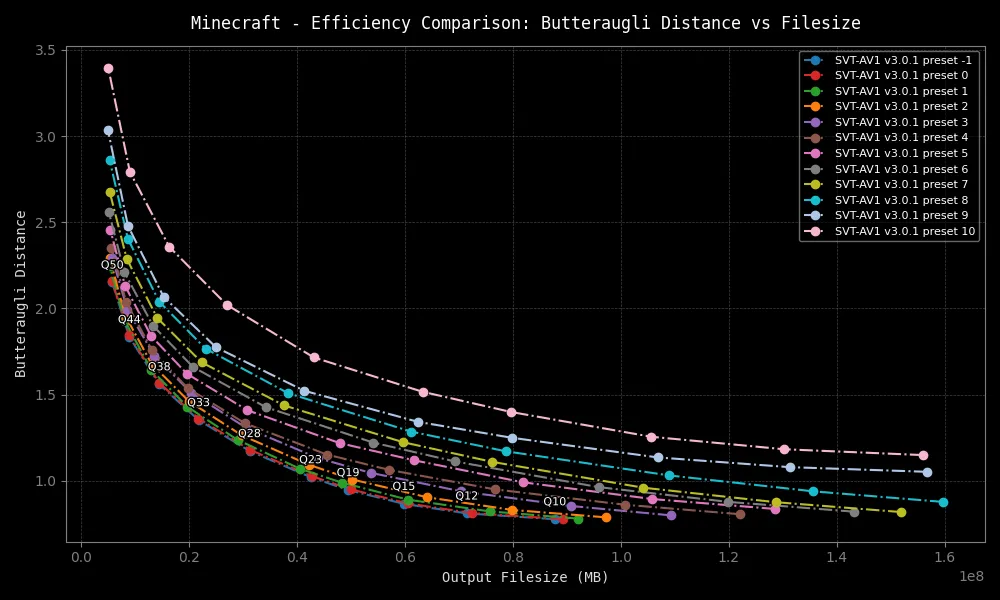 Minecraft - Efficiency Comparison: Butteraugli Distance vs Filesize
Butteraugli Distance
3.5
3.0
2.5
2.0
1.5
1.0
SVT-AV1 v3.0.1 preset -1
SVT-AV1 v3.0.1 preset 0
SVT-AV1 v3.0.1 preset 1
SVT-AV1 v3.0.1 preset 2
SVT-AV1 v3.0.1 preset 3
SVT-AV1 v3.0.1 preset 4
SVT-AV1 v3.0.1 preset 5
SVT-AV1 v3.0.1 preset 6
SVT-AV1 v3.0.1 preset 7
SVT-AV1 v3.0.1 preset 8
SVT-AV1 v3.0.1 preset 9
SVT-AV1 v3.0.1 preset 10
Q50
Q44
Q38
Q33
Q28
Q23
Q19
Q15
Q12
Q10
0.0 0.2 0.4 0.6 0.8 1.0 1.2 1.4 1.6
1e8
Output Filesize (MB)